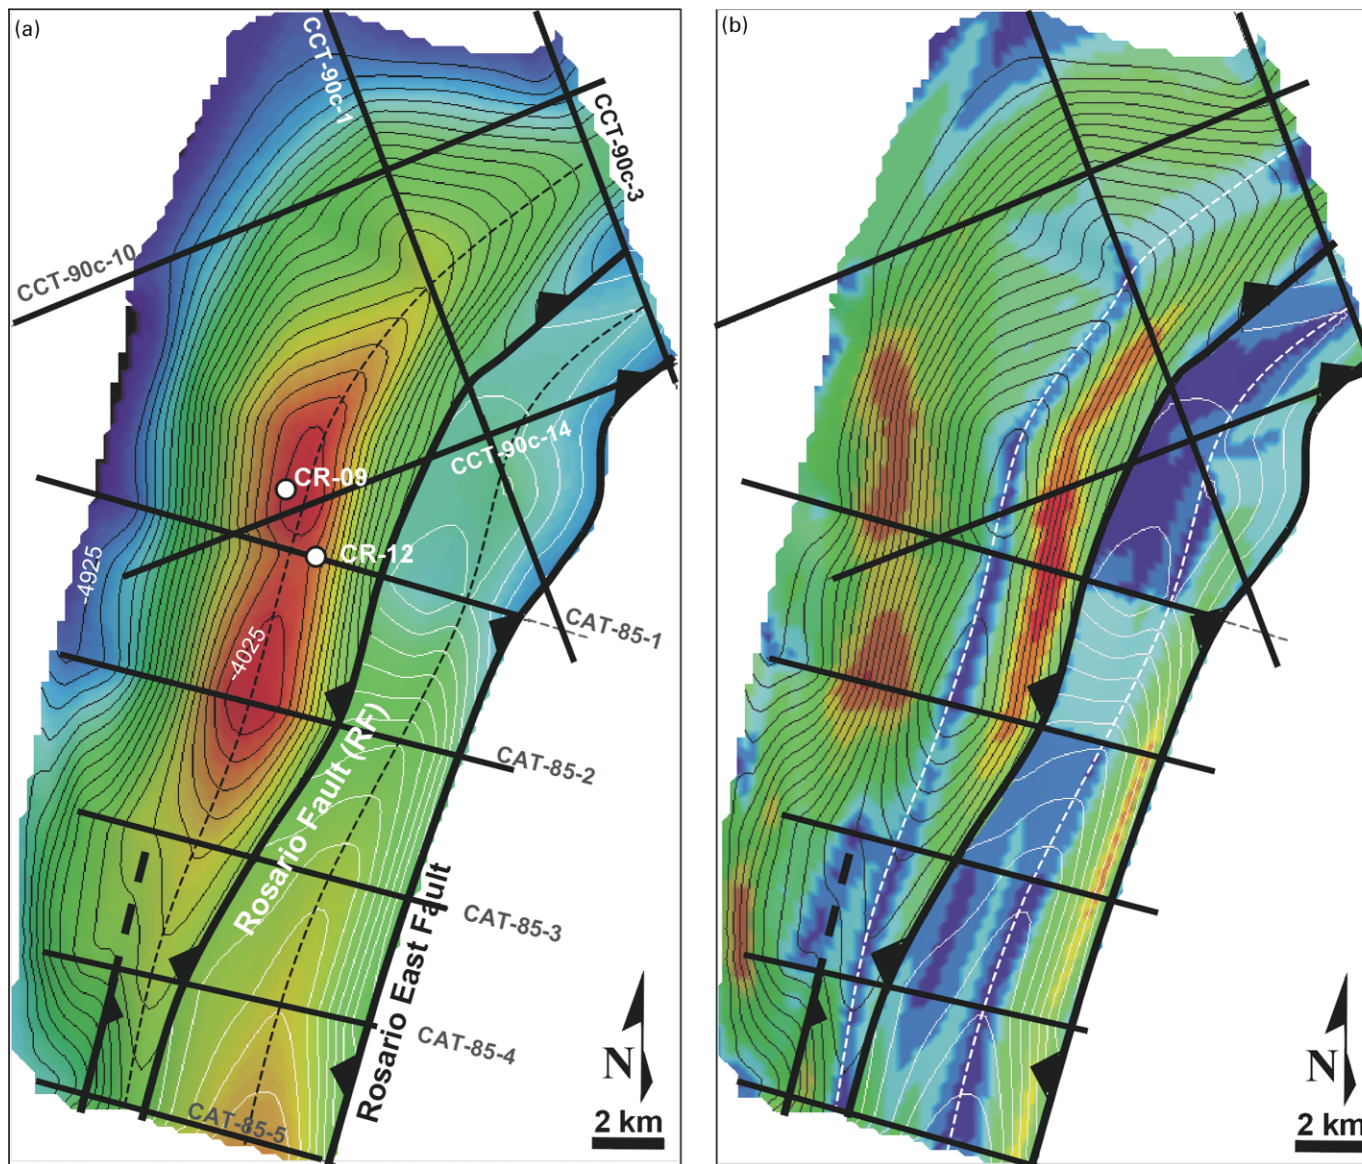 (a)
CCT-90c-1
CCT-90c-3
CCT-90c-10
CCT-90c-14
CR-09
CR-12
-4925
-4025
CAT-85-1
CAT-85-2
Rosario Fault (RF)
CAT-85-3
Rosario East Fault
CAT-85-4
CAT-85-5
N
2 km
(b)
N
2 km